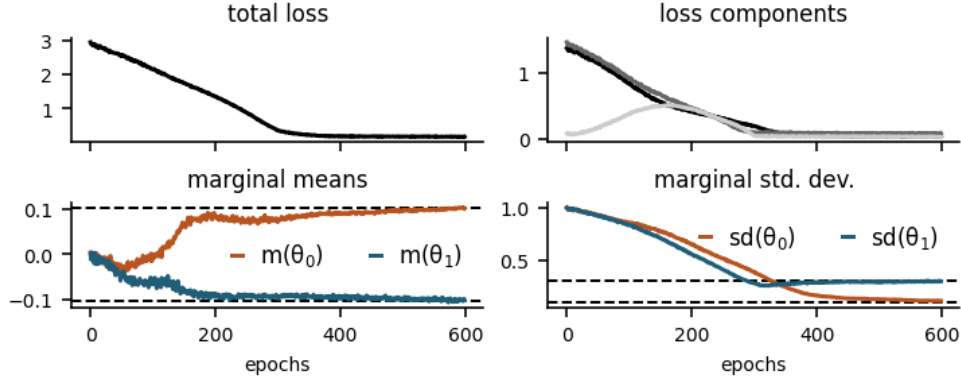 total loss
3
2
1
loss components
1
0
marginal means
0.1
0.0
−0.1
m(θ₀) m(θ₁)
0 200 400 600
epochs
marginal std. dev.
1.0
0.5
sd(θ₀) sd(θ₁)
0 200 400 600
epochs